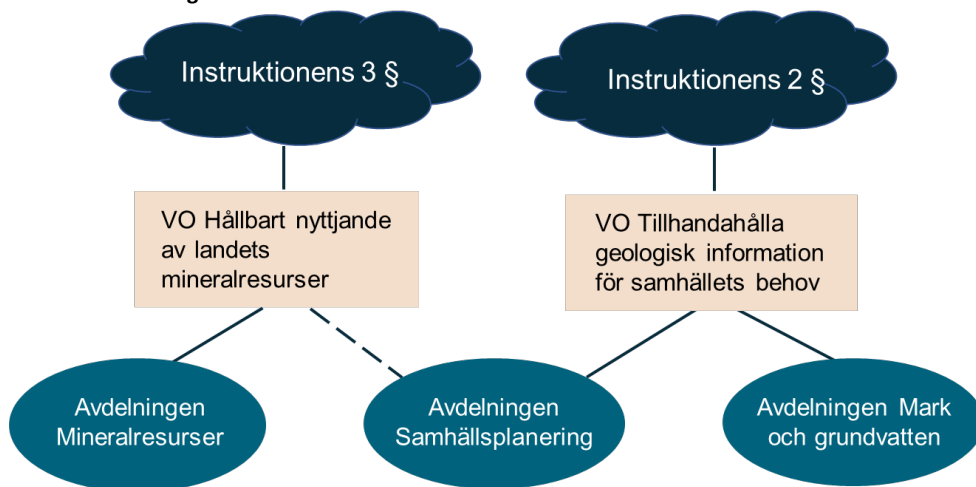 Instruktionens 3 §
Instruktionens 2 §
VO Hållbart nyttjande
av landets
mineralresurser
VO Tillhandahålla
geologisk information
för samhällets behov
Avdelningen
Mineralresurser
Avdelningen
Samhällsplanering
Avdelningen Mark
och grundvatten